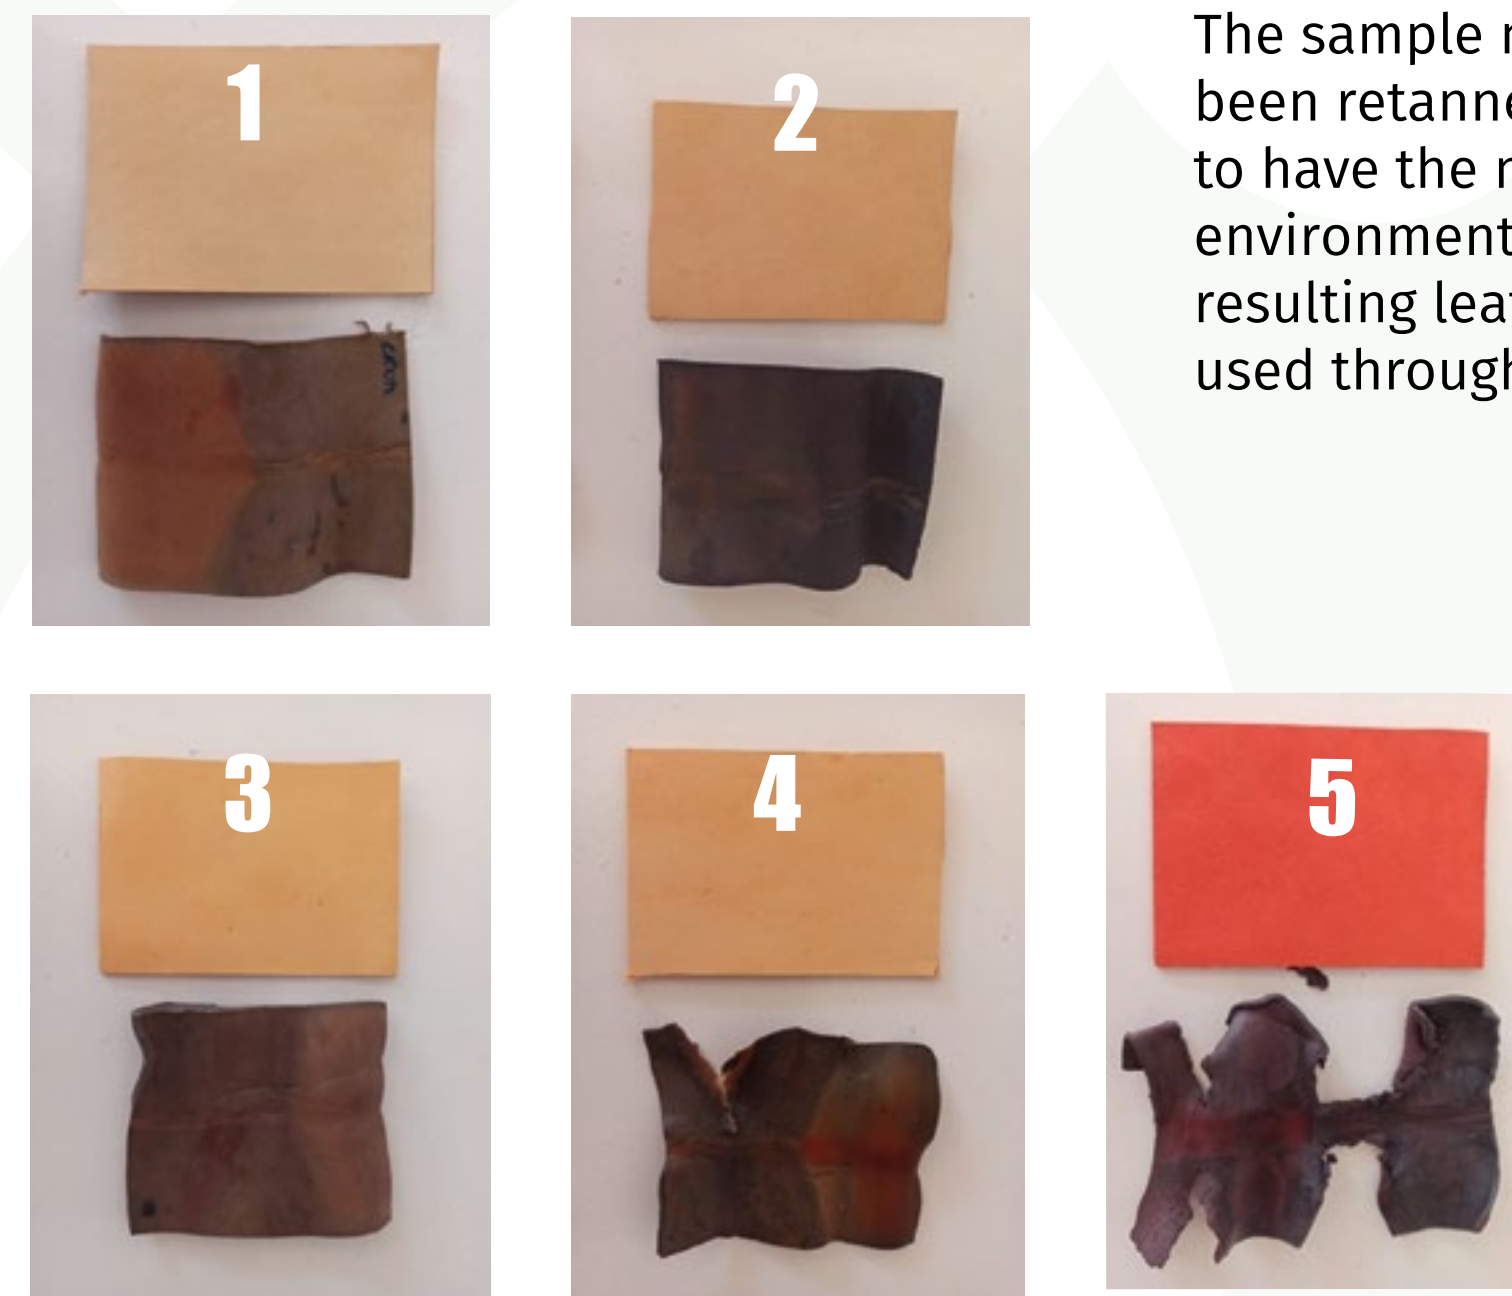 1
2
The sample
been
to have the
environment
resulting
used
3
4
5